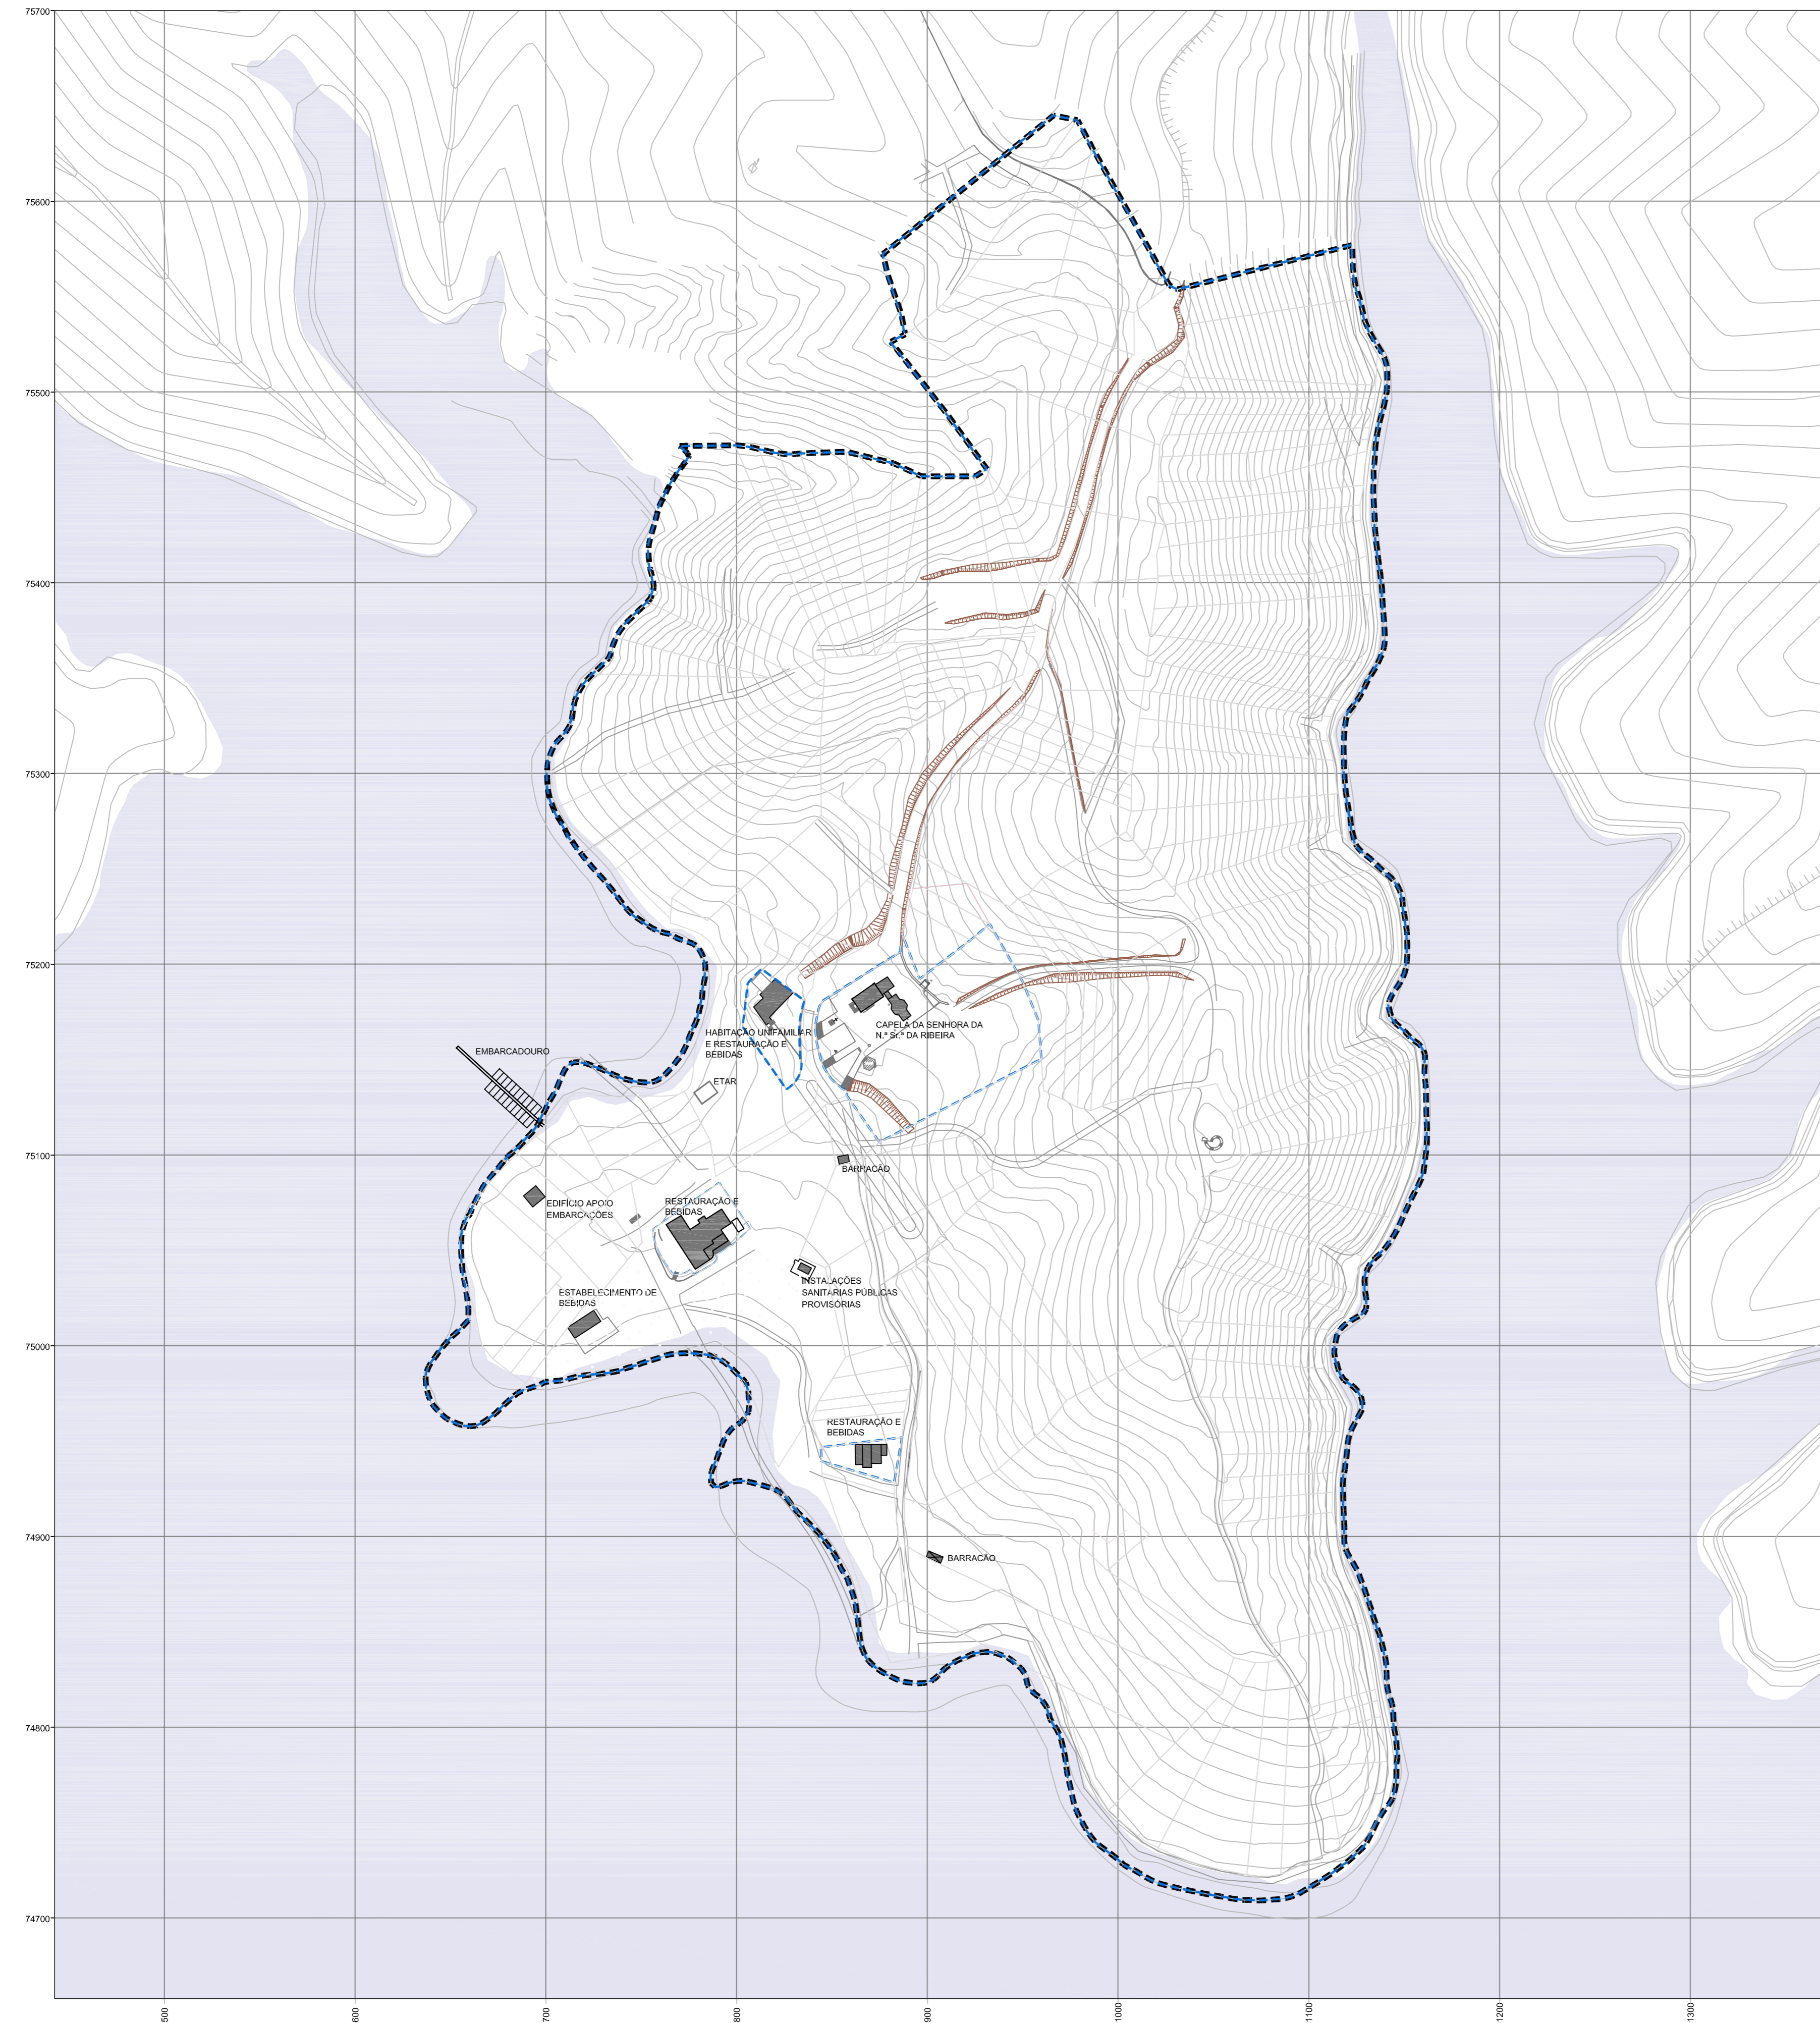 75700
75600
75500
75400
75300
75200
75100
75000
74900
74800
74700
HABITAÇÃO UNIFAMILIAR
E RESTAURAÇÃO E
BEBIDAS
CAPELA DA SENHORA DA
N.ª Sr.ª DA RIBEIRA
EMBARCADOURO
ETAR
BARRACÃO
EDIFÍCIO APOIO
EMBARCAÇÕES
RESTAURAÇÃO E
BEBIDAS
INSTALAÇÕES
SANITÁRIAS PÚBLICAS
PROVISÓRIAS
ESTABELECIMENTO DE
BEBIDAS
RESTAURAÇÃO E
BEBIDAS
BARRACÃO
500
600
700
800
900
1000
1100
1200
1300